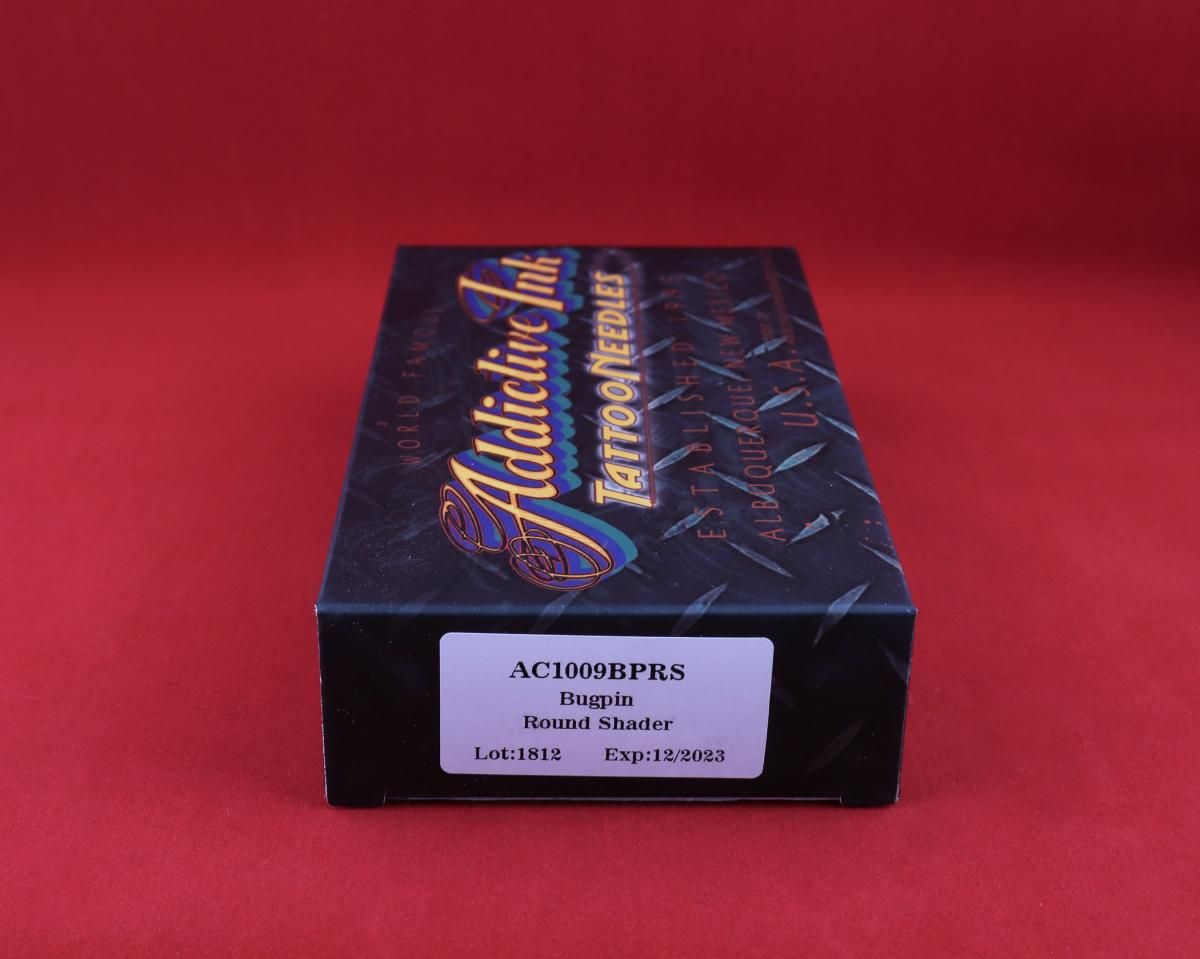 WORLD FAMOUS
Addictive Ink
TATTOO NEEDLES
ESTABLISHED 1995
ALBUQUERQUE, NEW MEXICO
U.S.A.
AC1009BPRS
Bugpin
Round Shader
Lot:1812 Exp:12/2023